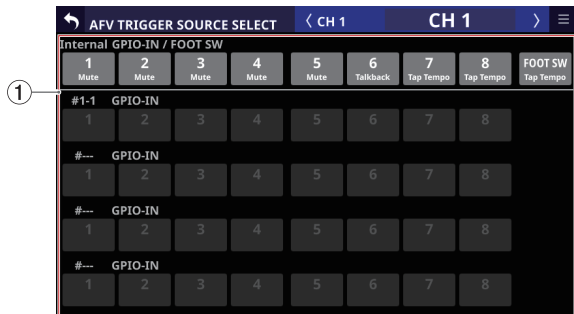 AFV TRIGGER SOURCE SELECT 〈 CH 1 CH 1 〉
Internal GPIO-IN / FOOT SW
1 2 3 4 5 6 7 8 FOOT SW
Mute Mute Mute Mute Mute Talkback Tap Tempo Tap Tempo Tap Tempo
1
#1-1 GPIO-IN
1 2 3 4 5 6 7 8
#--- GPIO-IN
1 2 3 4 5 6 7 8
#--- GPIO-IN
1 2 3 4 5 6 7 8
#--- GPIO-IN
1 2 3 4 5 6 7 8